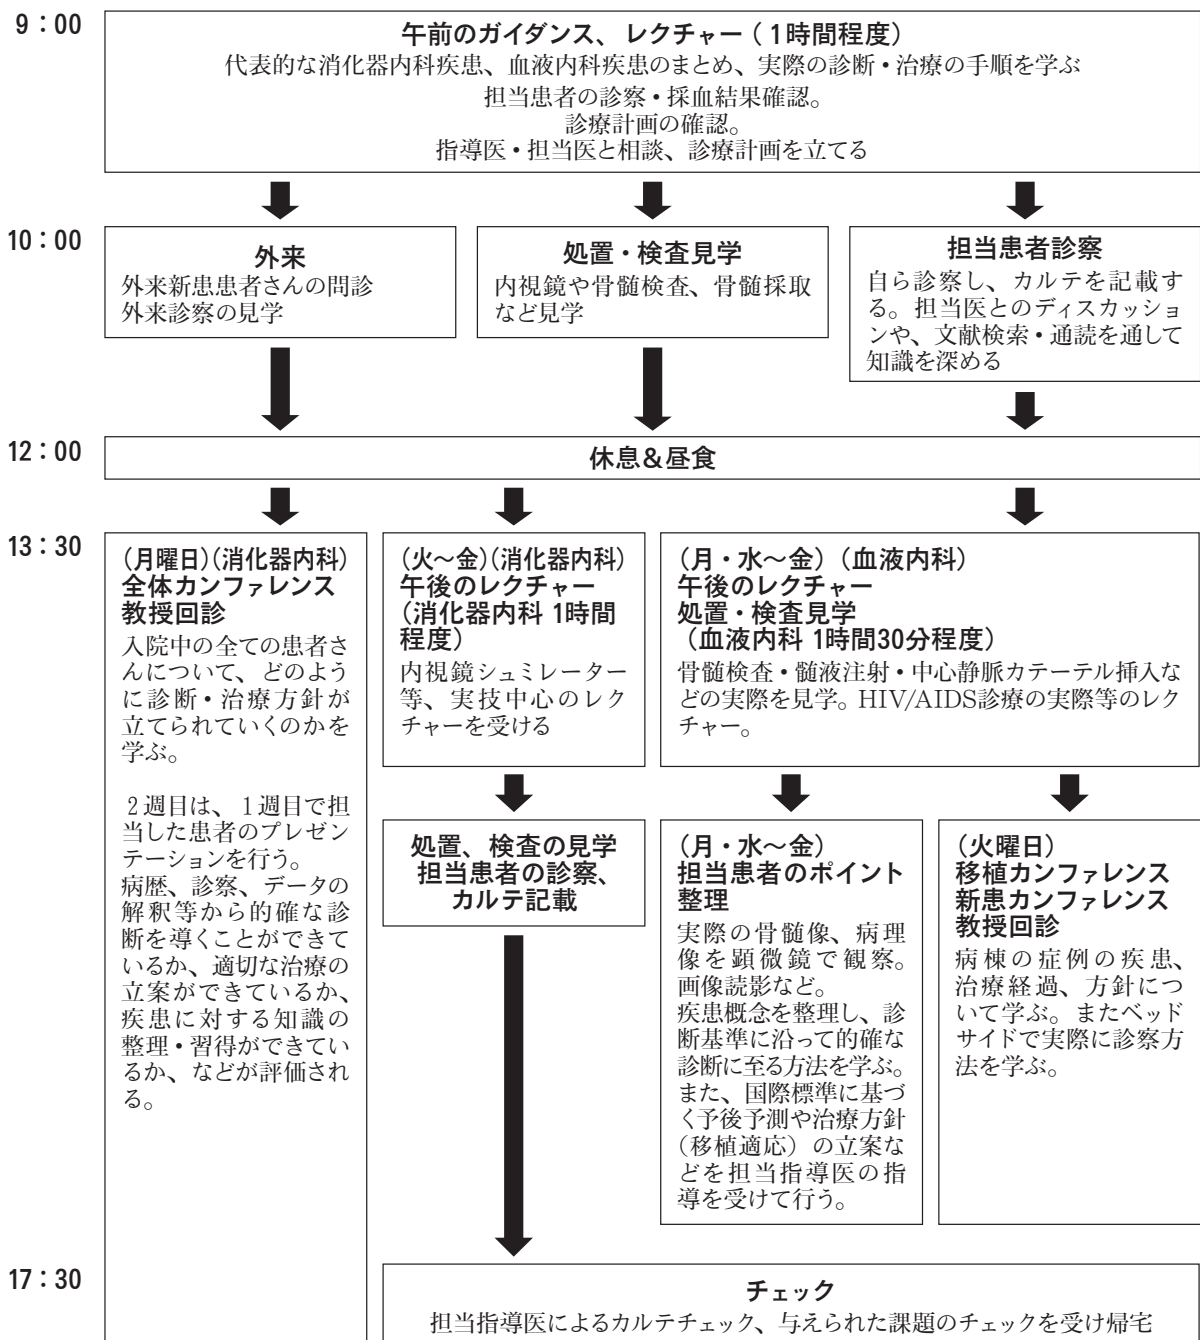 9：00
午前のガイダンス、レクチャー（1時間程度）
代表的な消化器内科疾患、血液内科疾患のまとめ、実際の診断・治療の手順を学ぶ
担当患者の診察・採血結果確認。
診療計画の確認。
指導医・担当医と相談、診療計画を立てる
10：00
外来
外来新患患者さんの問診
外来診察の見学
処置・検査見学
内視鏡や骨髄検査、骨髄採取
など見学
担当患者診察
自ら診察し、カルテを記載す
る。担当医とのディスカッショ
ンや、文献検索・通読を通して
知識を深める
12：00
休息&昼食
13：30
（月曜日）（消化器内科）
全体カンファレンス
教授回診
入院中の全ての患者さ
んについて、どのよう
に診断・治療方針が
立てられていくのかを
学ぶ。
2週目は、1週目で担
当した患者のプレゼン
テーションを行う。
病歴、診察、データの
解釈等から的確な診
断を導くことができて
いるか、適切な治療の
立案ができているか、
疾患に対する知識の
整理・習得ができてい
るか、などが評価され
る。
（火〜金）（消化器内科）
午後のレクチャー
（消化器内科 1時間
程度）
内視鏡シュミレーター
等、実技中心のレク
チャーを受ける
（月・水〜金）（血液内科）
午後のレクチャー
処置・検査見学
（血液内科 1時間30分程度）
骨髄検査・髄液注射・中心静脈カテーテル挿入な
どの実際を見学。HIV/AIDS診療の実際等のレク
チャー。
処置、検査の見学
担当患者の診察、
カルテ記載
（月・水〜金）
担当患者のポイント
整理
実際の骨髄像、病理
像を顕微鏡で観察。
画像読影など。
疾患概念を整理し、診
断基準に沿って的確な
診断に至る方法を学ぶ。
また、国際標準に基づ
く予後予測や治療方針
（移植適応）の立案な
どを担当指導医の指
導を受けて行う。
（火曜日）
移植カンファレンス
新患カンファレンス
教授回診
病棟の症例の疾患、
治療経過、方針につ
いて学ぶ。またベッド
サイドで実際に診察方
法を学ぶ。
17：30
チェック
担当指導医によるカルテチェック、与えられた課題のチェックを受け帰宅